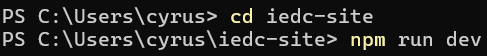 PS C:\Users\cyrus> cd iedc-site
PS C:\Users\cyrus\iedc-site> npm run dev